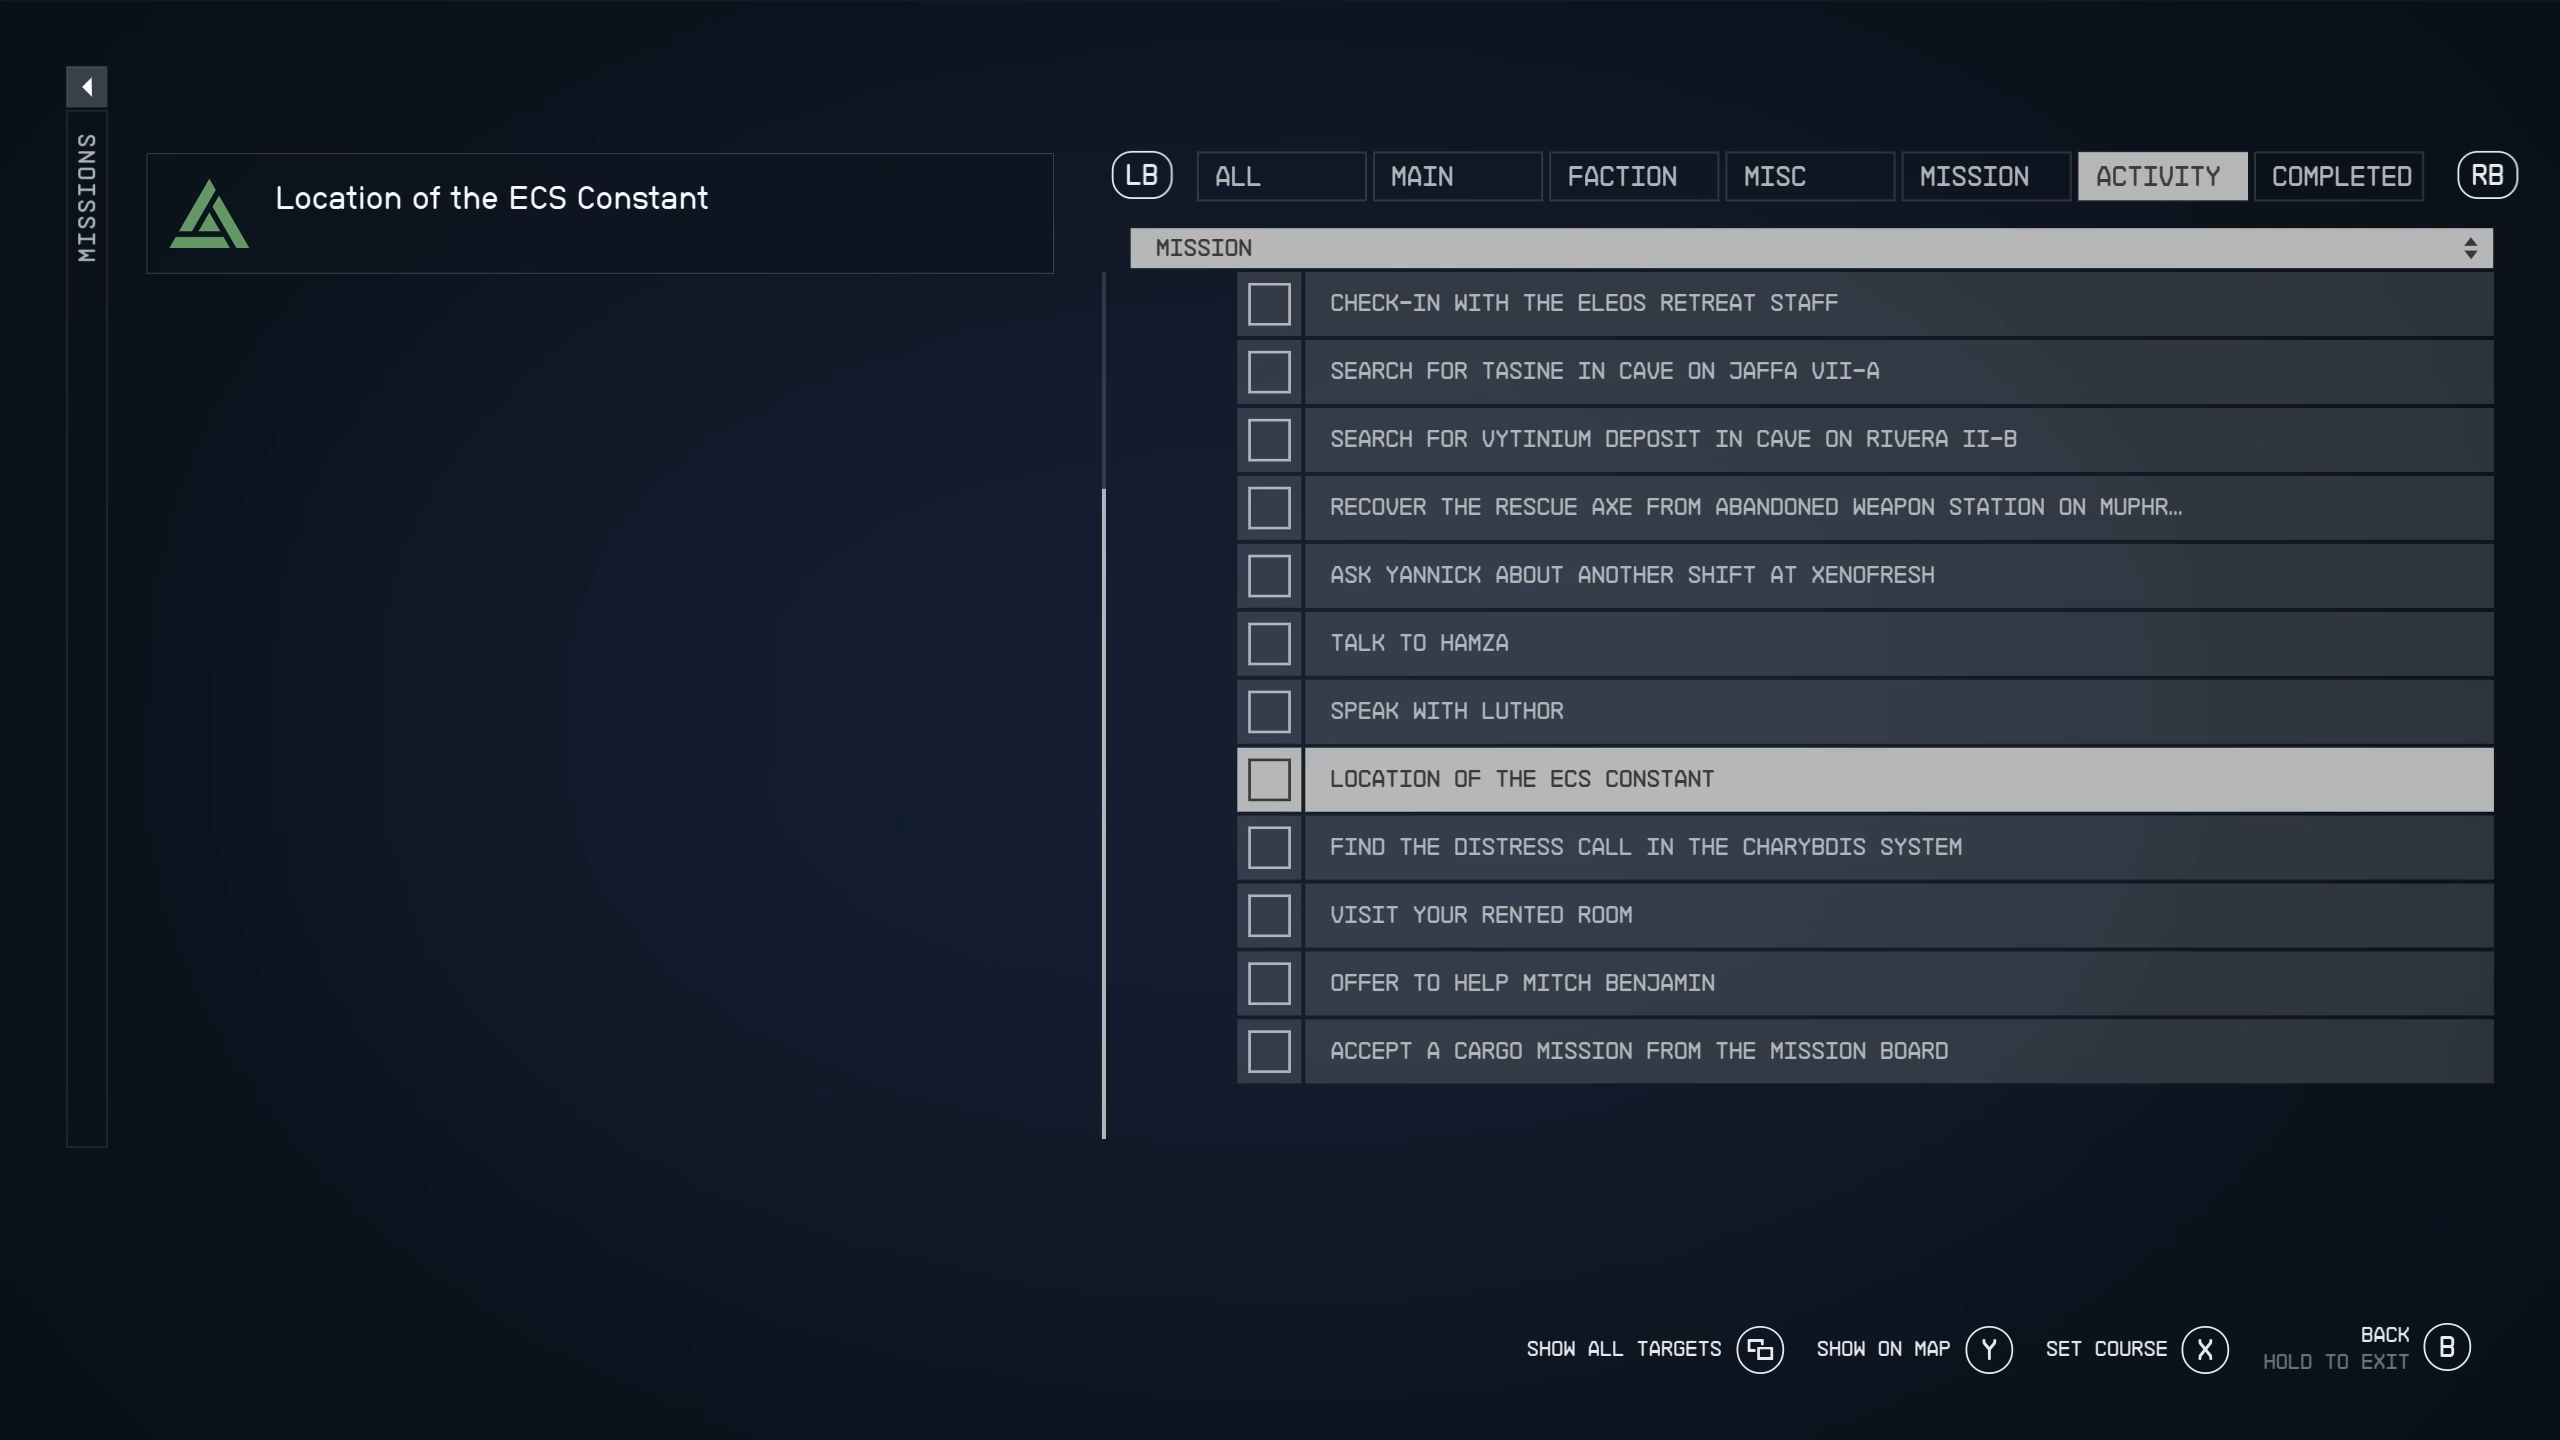 MISSIONS
Location of the ECS Constant
LB
ALL
MAIN
FACTION
MISC
MISSION
ACTIVITY
COMPLETED
RB
MISSION
CHECK-IN WITH THE ELEOS RETREAT STAFF
SEARCH FOR TASINE IN CAVE ON JAFFA VII-A
SEARCH FOR VYTINIUM DEPOSIT IN CAVE ON RIVERA II-B
RECOVER THE RESCUE AXE FROM ABANDONED WEAPON STATION ON MUPHR...
ASK YANNICK ABOUT ANOTHER SHIFT AT XENOFRESH
TALK TO HAMZA
SPEAK WITH LUTHOR
LOCATION OF THE ECS CONSTANT
FIND THE DISTRESS CALL IN THE CHARYBDIS SYSTEM
VISIT YOUR RENTED ROOM
OFFER TO HELP MITCH BENJAMIN
ACCEPT A CARGO MISSION FROM THE MISSION BOARD
SHOW ALL TARGETS
SHOW ON MAP Y
SET COURSE X
BACK B
HOLD TO EXIT